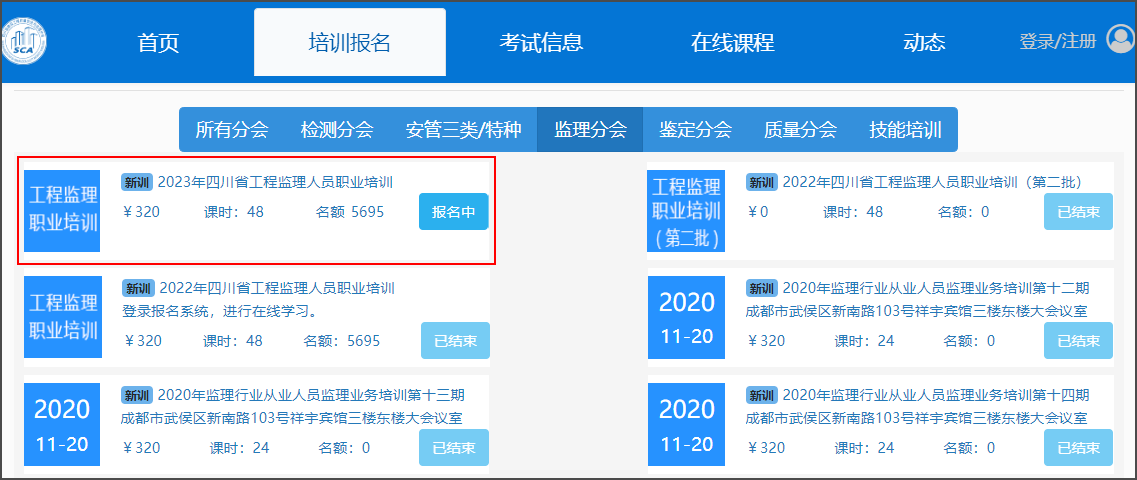 SCA
首页
培训报名
考试信息
在线课程
动态
登录/注册
所有分会
检测分会
安管三类/特种
监理分会
鉴定分会
质量分会
技能培训
工程监理
职业培训
新训 2023年四川省工程监理人员职业培训
￥320 课时：48 名额 5695
报名中
工程监理
职业培训
(第二批)
新训 2022年四川省工程监理人员职业培训（第二批）
￥0 课时：48 名额：0
已结束
工程监理
职业培训
新训 2022年四川省工程监理人员职业培训
登录报名系统，进行在线学习。
￥320 课时：48 名额：5695
已结束
2020
11-20
新训 2020年监理行业从业人员监理业务培训第十二期
成都市武侯区新南路103号祥宇宾馆三楼东楼大会议室
￥320 课时：24 名额：0
已结束
2020
11-20
新训 2020年监理行业从业人员监理业务培训第十三期
成都市武侯区新南路103号祥宇宾馆三楼东楼大会议室
￥320 课时：24 名额：0
已结束
2020
11-20
新训 2020年监理行业从业人员监理业务培训第十四期
成都市武侯区新南路103号祥宇宾馆三楼东楼大会议室
￥320 课时：24 名额：0
已结束